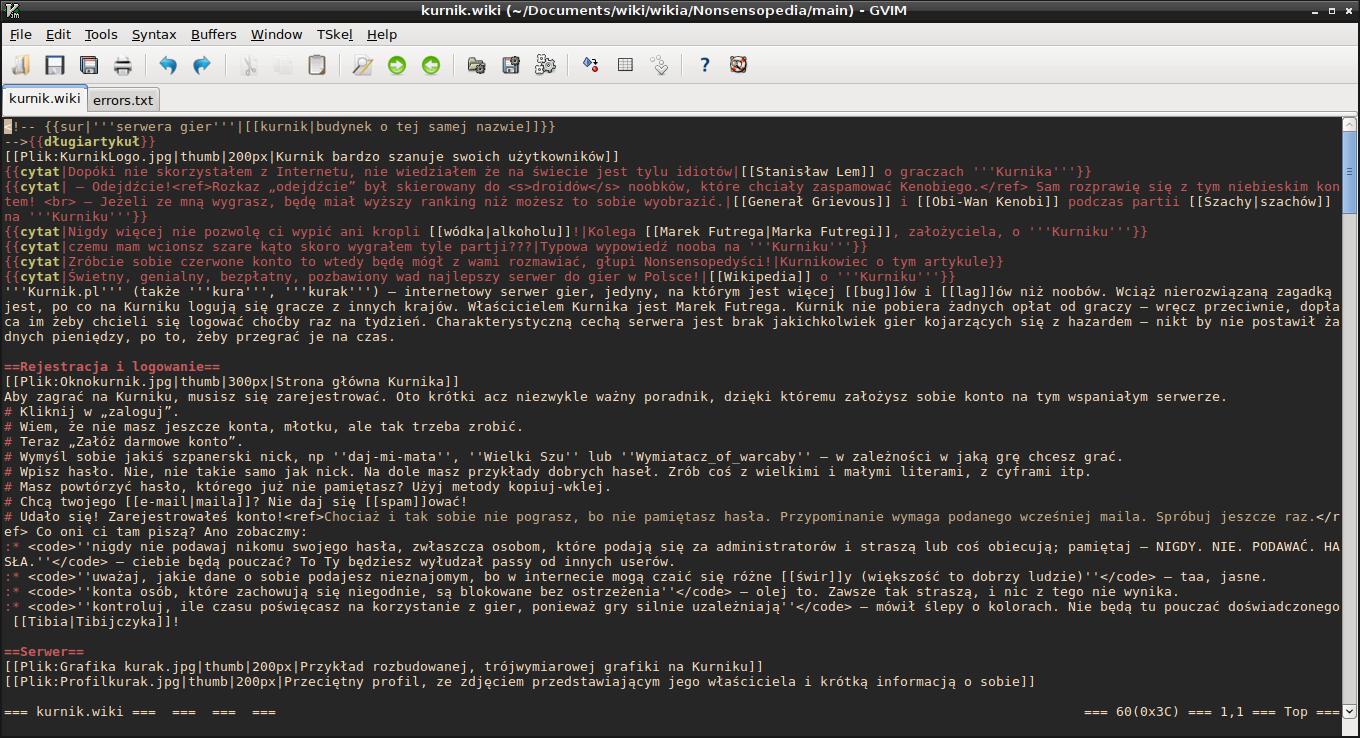 kurnik.wiki (~/Documents/wiki/wikia/Nonsensopedia/main) - GVIM
File Edit Tools Syntax Buffers Window TSkel Help
kurnik.wiki errors.txt
<!-- {{sur|'''serwera gier'''|[[kurnik|budynek o tej samej nazwie]]}}
-->{{długiartykuł}}
[[Plik:KurnikLogo.jpg|thumb|200px|Kurnik bardzo szanuje swoich użytkowników]]
{{cytat|Dopóki nie skorzystałem z Internetu, nie wiedziałem że na świecie jest tylu idiotów|[[Stanisław Lem]] o graczach '''Kurnika'''}}
{{cytat| – Odejdźcie!<ref>Rozkaz „odejdźcie” był skierowany do <s>droidów</s> noobków, które chciały zaspamować Kenobiego.</ref> Sam rozprawię się z tym niebieskim kon
tem! <br> – Jeżeli ze mną wygrasz, będę miał wyższy ranking niż możesz to sobie wyobrazić.|[[Generał Grievous]] i [[Obi-Wan Kenobi]] podczas partii [[Szachy|szachów]]
na '''Kurniku'''}}
{{cytat|Nigdy więcej nie pozwolę ci wypić ani kropli [[wódka|alkoholu]]!|Kolega [[Marek Futrega|Marka Futregi]], założyciela, o '''Kurniku'''}}
{{cytat|czemu mam wcionsz szare kąto skoro wygrałem tyle partji???|Typowa wypowiedź nooba na '''Kurniku'''}}
{{cytat|Zróbcie sobie czerwone konto to wtedy będę mógł z wami rozmawiać, głupi Nonsensopedyści!|Kurnikowiec o tym artykule}}
{{cytat|Świetny, genialny, bezpłatny, pozbawiony wad najlepszy serwer do gier w Polsce!|[[Wikipedia]] o '''Kurniku'''}}
'''Kurnik.pl''' (także '''kura''', '''kurak''') – internetowy serwer gier, jedyny, na którym jest więcej [[bug]]ów i [[lag]]ów niż noobów. Wciąż nierozwiązaną zagadką
jest, po co na Kurniku logują się gracze z innych krajów. Właścicielem Kurnika jest Marek Futrega. Kurnik nie pobiera żadnych opłat od graczy – wręcz przeciwnie, dopła
ca im żeby chcieli się logować choćby raz na tydzień. Charakterystyczną cechą serwera jest brak jakichkolwiek gier kojarzących się z hazardem – nikt by nie postawił ża
dnych pieniędzy, po to, żeby przegrać je na czas.
==Rejestracja i logowanie==
[[Plik:Oknokurnik.jpg|thumb|300px|Strona główna Kurnika]]
Aby zagrać na Kurniku, musisz się zarejestrować. Oto krótki acz niezwykle ważny poradnik, dzięki któremu założysz sobie konto na tym wspaniałym serwerze.
# Kliknij w „zaloguj”.
# Wiem, że nie masz jeszcze konta, młotku, ale tak trzeba zrobić.
# Teraz „Załóż darmowe konto”.
# Wymyśl sobie jakiś szpanerski nick, np ''daj-mi-mata'', ''Wielki Szu'' lub ''Wymiatacz_of_warcaby'' – w zależności w jaką grę chcesz grać.
# Wpisz hasło. Nie, nie takie samo jak nick. Na dole masz przykłady dobrych haseł. Zrób coś z wielkimi i małymi literami, z cyframi itp.
# Masz powtórzyć hasło, którego już nie pamiętasz? Użyj metody kopiuj-wklej.
# Chcą twojego [[e-mail|maila]]? Nie daj się [[spam]]ować!
# Udało się! Zarejestrowałeś konto!<ref>Chociaż i tak sobie nie pograsz, bo nie pamiętasz hasła. Przypominanie wymaga podanego wcześniej maila. Spróbuj jeszcze raz.</r
ef> Co oni ci tam piszą? Ano zobaczmy:
:* <code>''nigdy nie podawaj nikomu swojego hasła, zwłaszcza osobom, które podają się za administratorów i straszą lub coś obiecują; pamiętaj – NIGDY. NIE. PODAWAĆ. HA
SŁA.''</code> – ciebie będą pouczać? To Ty będziesz wyłudzał passy od innych userów.
:* <code>''uważaj, jakie dane o sobie podajesz nieznajomym, bo w internecie mogą czaić się różne [[świr]]y (większość to dobrzy ludzie)''</code> – taa, jasne.
:* <code>''konta osób, które zachowują się niegodnie, są blokowane bez ostrzeżenia''</code> – olej to. Zawsze tak straszą, i nic z tego nie wynika.
:* <code>''kontroluj, ile czasu poświęcasz na korzystanie z gier, ponieważ gry silnie uzależniają''</code> – mówił ślepy o kolorach. Nie będą tu pouczać doświadczonego
[[Tibia|Tibijczyka]]!
==Serwer==
[[Plik:Grafika kurak.jpg|thumb|200px|Przykład rozbudowanej, trójwymiarowej grafiki na Kurniku]]
[[Plik:Profilkurak.jpg|thumb|200px|Przeciętny profil, ze zdjęciem przedstawiającym jego właściciela i krótką informacją o sobie]]
=== kurnik.wiki === === === === === 60(0x3C) === 1,1 === Top ===